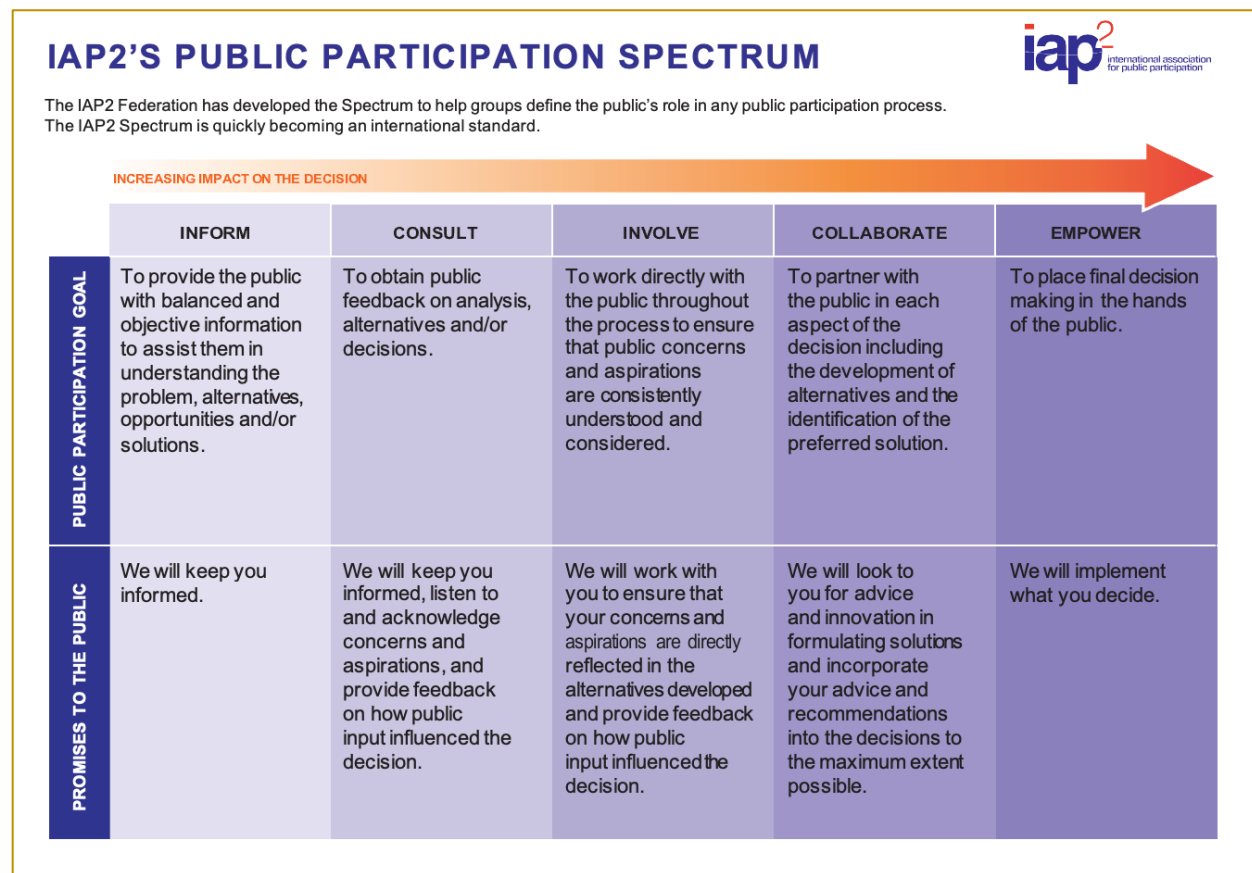 IAP2'S PUBLIC PARTICIPATION SPECTRUM
iap2
international association
for public participation
The IAP2 Federation has developed the Spectrum to help groups define the public's role in any public participation process.
The IAP2 Spectrum is quickly becoming an international standard.
INCREASING IMPACT ON THE DECISION
INFORM
CONSULT
INVOLVE
COLLABORATE
EMPOWER
PUBLIC PARTICIPATION GOAL
To provide the public
with balanced and
objective information
to assist them in
understanding the
problem, alternatives,
opportunities and/or
solutions.
To obtain public
feedback on analysis,
alternatives and/or
decisions.
To work directly with
the public throughout
the process to ensure
that public concerns
and aspirations
are consistently
understood and
considered.
To partner with
the public in each
aspect of the
decision including
the development of
alternatives and the
identification of the
preferred solution.
To place final decision
making in the hands
of the public.
PROMISES TO THE PUBLIC
We will keep you
informed.
We will keep you
informed, listen to
and acknowledge
concerns and
aspirations, and
provide feedback
on how public
input influenced the
decision.
We will work with
you to ensure that
your concerns and
aspirations are directly
reflected in the
alternatives developed
and provide feedback
on how public
input influenced the
decision.
We will look to
you for advice
and innovation in
formulating solutions
and incorporate
your advice and
recommendations
into the decisions to
the maximum extent
possible.
We will implement
what you decide.